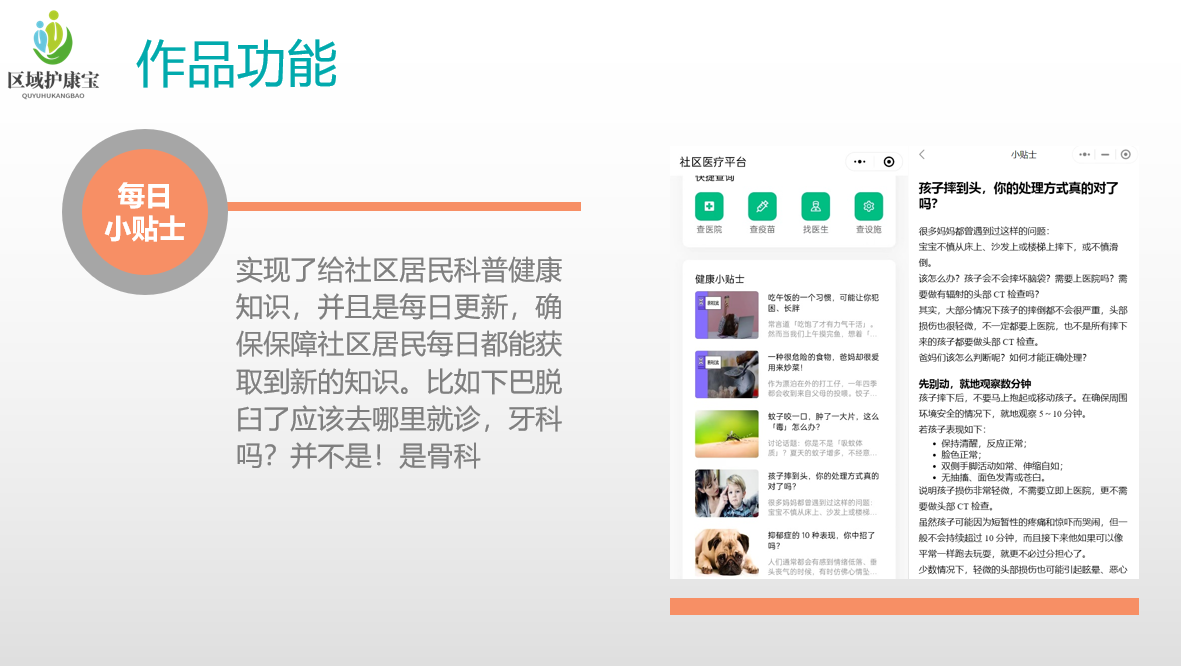 区域护康宝
QUYUHUKANGBAO
作品功能
每日
小贴士
实现了给社区居民科普健康
知识，并且是每日更新，确
保保障社区居民每日都能获
取到新的知识。比如下巴脱
臼了应该去哪里就诊，牙科
吗？并不是！是骨科
社区医疗平台
快捷查询
查医院
查疫苗
找医生
查设施
健康小贴士
吃午饭的一个习惯，可能让你犯
困、长胖
常言道「吃饱了才有力气干活」。
然而当我们上午摸完鱼，想着「...
一种很危险的食物，爸妈却很爱
用来炒菜！
作为漂泊在外的打工仔，一年四季
都会收到来自父母的投喂。饺子...
蚊子咬一口，肿了一大片，这么
「毒」怎么办？
讨论话题：你是不是「吸蚊体
质」？夏天的蚊子增多，不经意...
孩子摔到头，你的处理方式真的
对了吗？
很多妈妈都曾遇到过这样的问题：
宝宝不慎从床上、沙发上或楼梯...
抑郁症的 10 种表现，你中招了
吗？
人们通常都会有感到情绪低落、垂
头丧气的时候，有时仿佛心情坠...
小贴士
孩子摔到头，你的处理方式真的对了
吗？
很多妈妈都曾遇到过这样的问题：
宝宝不慎从床上、沙发上或楼梯上摔下，或不慎滑
倒。
该怎么办？孩子会不会摔坏脑袋？需要上医院吗？需
要做有辐射的头部 CT 检查吗？
其实，大部分情况下孩子的摔倒都不会很严重，头部
损伤也很轻微，不一定都要上医院，也不是所有摔下
来的孩子都要做头部 CT 检查。
爸妈们该怎么判断呢？如何才能正确处理？
先别动，就地观察数分钟
孩子摔下后，不要马上抱起或移动孩子。在确保周围
环境安全的情况下，就地观察 5 ~ 10 分钟。
若孩子表现如下：
• 保持清醒，反应正常；
• 脸色正常；
• 双侧手脚活动如常、伸缩自如；
• 无抽搐、面色发青或苍白。
说明孩子损伤非常轻微，不需要立即上医院，更不需
要做头部 CT 检查。
虽然孩子可能因为短暂性的疼痛和惊吓而哭闹，但一
般不会持续超过 10 分钟，而且接下来他如果可以像
平常一样跑去玩耍，就更不必过分担心了。
少数情况下，轻微的头部损伤也可能引起眩晕、恶心